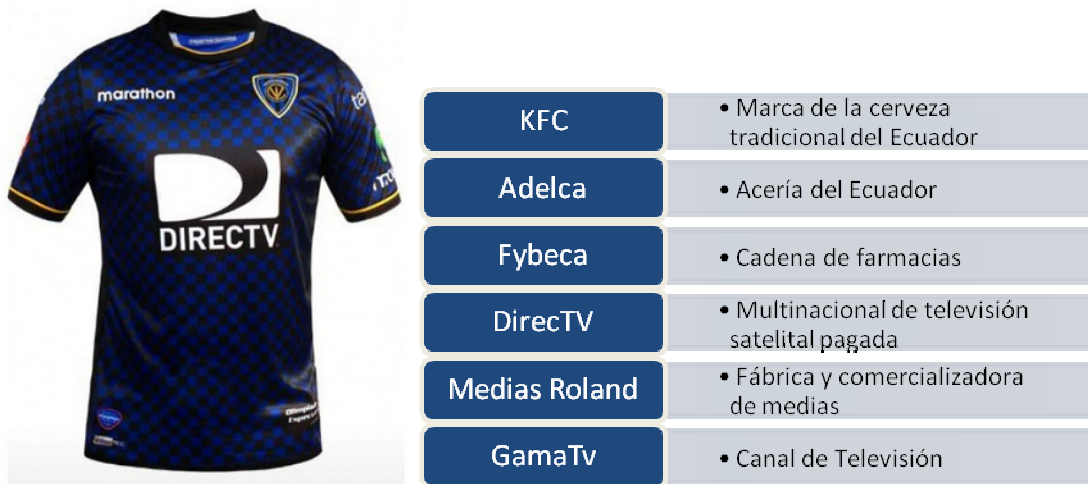 marathon
DIRECTV
KFC
• Marca de la cerveza
tradicional del Ecuador
Adelca
• Acería del Ecuador
Fybeca
• Cadena de farmacias
DirecTV
• Multinacional de televisión
satelital pagada
Medias Roland
• Fábrica y comercializadora
de medias
GamaTv
• Canal de Televisión